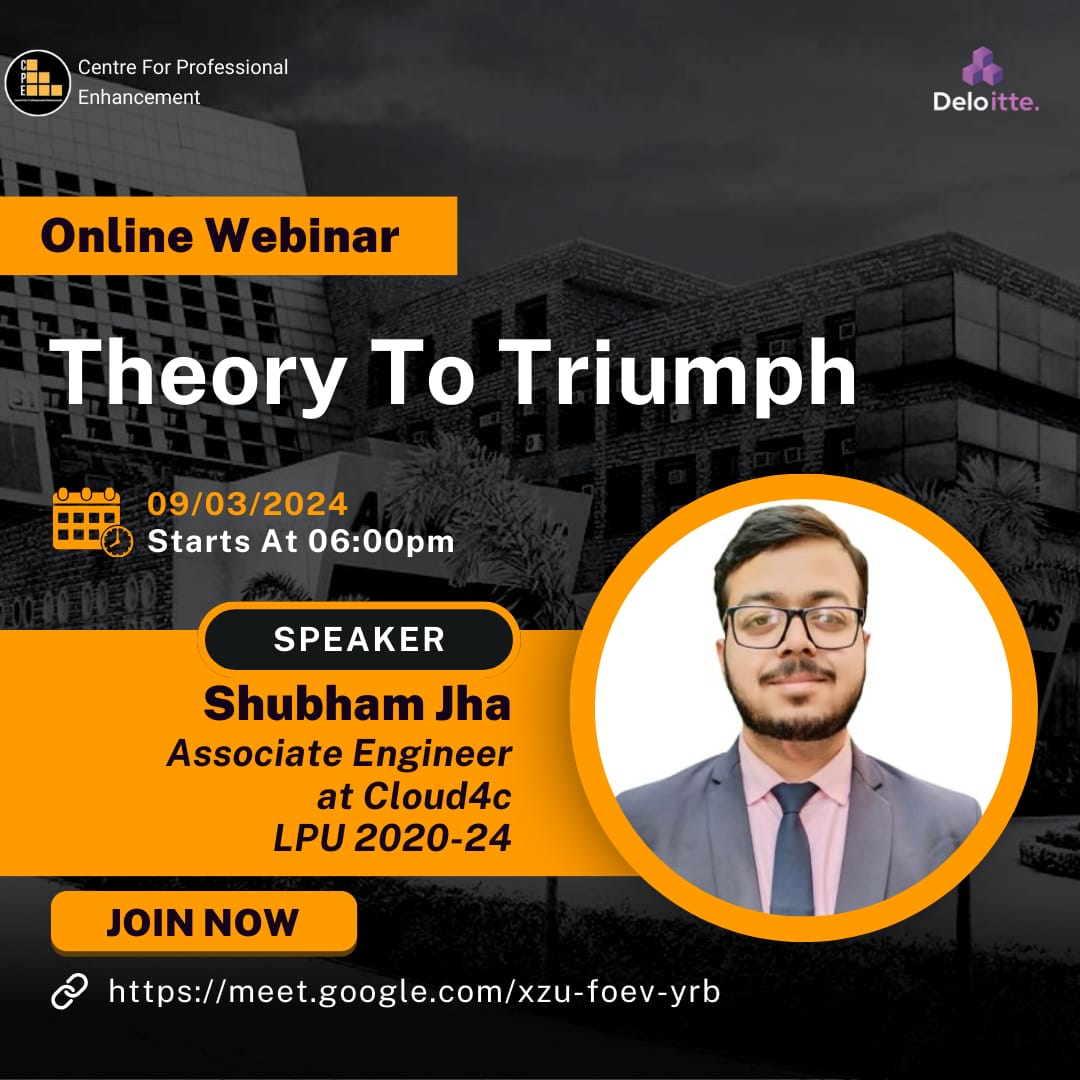 Centre For Professional
Enhancement
Deloitte.
Online Webinar
Theory To Triumph
09/03/2024
Starts At 06:00pm
SPEAKER
Shubham Jha
Associate Engineer
at Cloud4c
LPU 2020-24
JOIN NOW
https://meet.google.com/xzu-foev-yrb